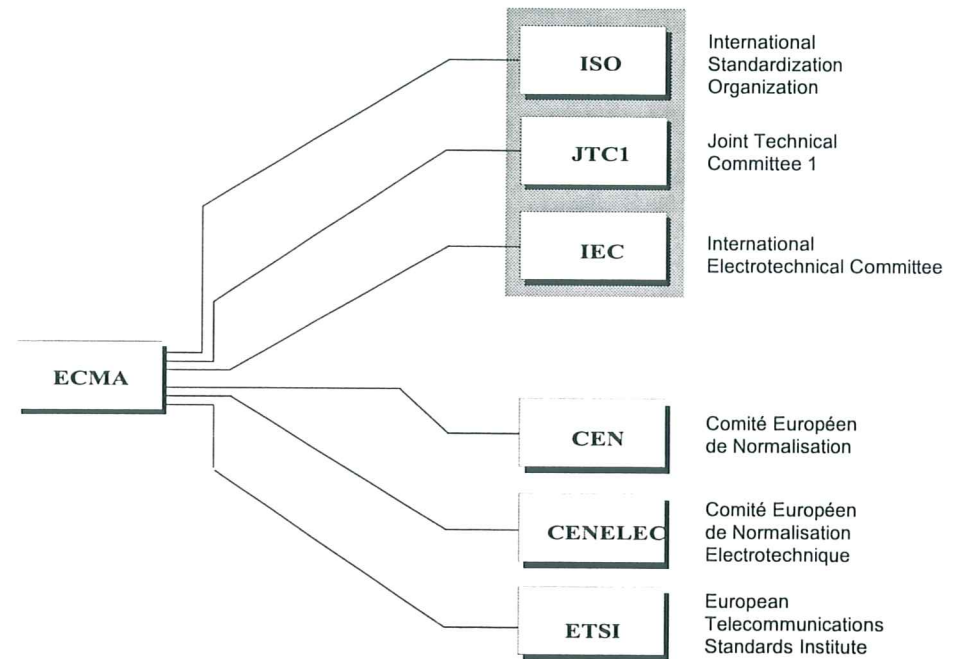 ISO
International
Standardization
Organization
JTC1
Joint Technical
Committee 1
IEC
International
Electrotechnical Committee
ECMA
CEN
Comité Européen
de Normalisation
CENELEC
Comité Européen
de Normalisation
Electrotechnique
ETSI
European
Telecommunications
Standards Institute